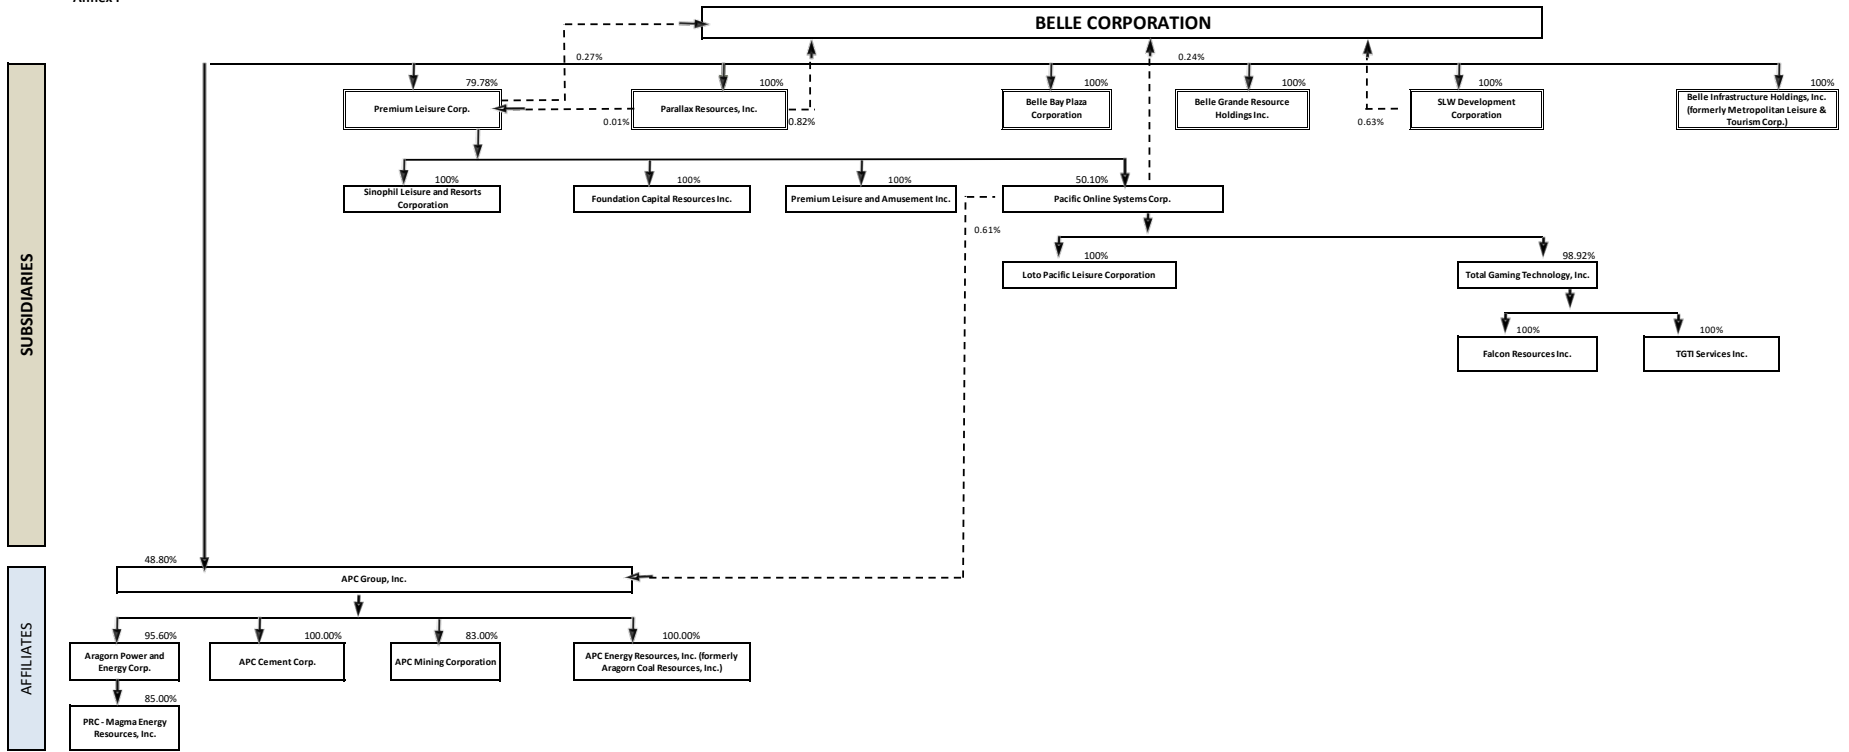 Annex I
BELLE CORPORATION
0.27%
0.24%
79.78%
100%
100%
100%
100%
100%
Premium Leisure Corp.
Parallax Resources, Inc.
Belle Bay Plaza
Corporation
Belle Grande Resource
Holdings Inc.
SLW Development
Corporation
Belle Infrastructure Holdings, Inc.
(formerly Metropolitan Leisure &
Tourism Corp.)
0.01%
0.82%
0.63%
100%
100%
100%
50.10%
Sinophil Leisure and Resorts
Corporation
Foundation Capital Resources Inc.
Premium Leisure and Amusement Inc.
Pacific Online Systems Corp.
0.61%
100%
98.92%
Loto Pacific Leisure Corporation
Total Gaming Technology, Inc.
SUBSIDIARIES
100%
100%
Falcon Resources Inc.
TGTI Services Inc.
48.80%
APC Group, Inc.
AFFILIATES
95.60%
100.00%
83.00%
100.00%
Aragorn Power and
Energy Corp.
APC Cement Corp.
APC Mining Corporation
APC Energy Resources, Inc. (formerly
Aragorn Coal Resources, Inc.)
85.00%
PRC - Magma Energy
Resources, Inc.